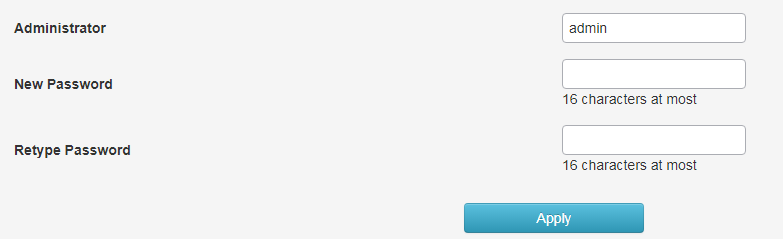 Administrator
admin
New Password
16 characters at most
Retype Password
16 characters at most
Apply